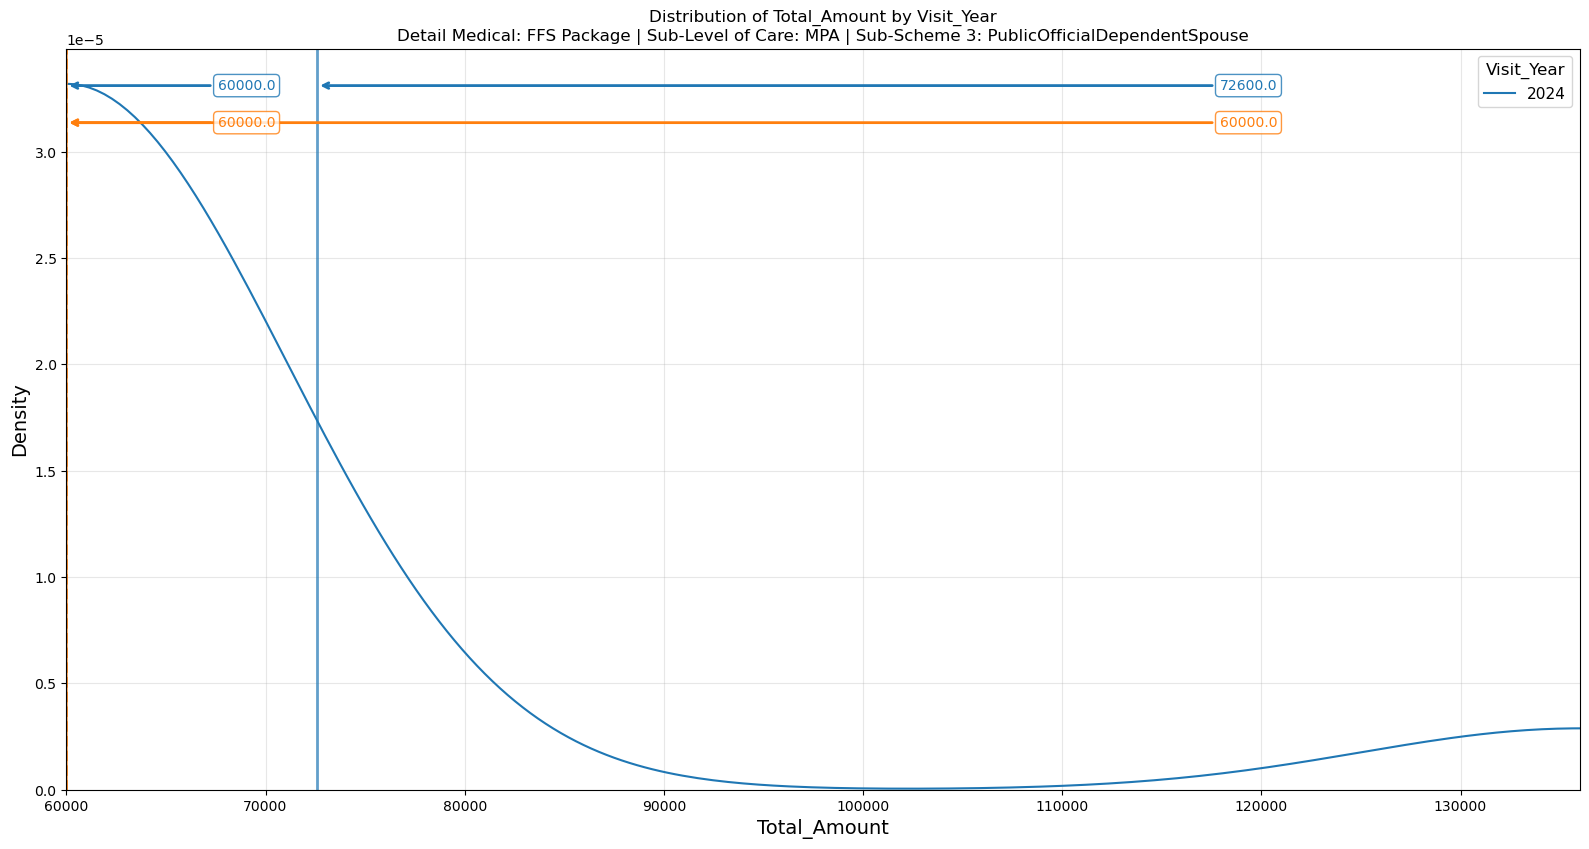 Distribution of Total_Amount by Visit_Year
Detail Medical: FFS Package | Sub-Level of Care: MPA | Sub-Scheme 3: PublicOfficialDependentSpouse
1e−5
60000.0
72600.0
60000.0
60000.0
Visit_Year
2024
3.0
2.5
2.0
1.5
1.0
0.5
0.0
Density
60000 70000 80000 90000 100000 110000 120000 130000
Total_Amount